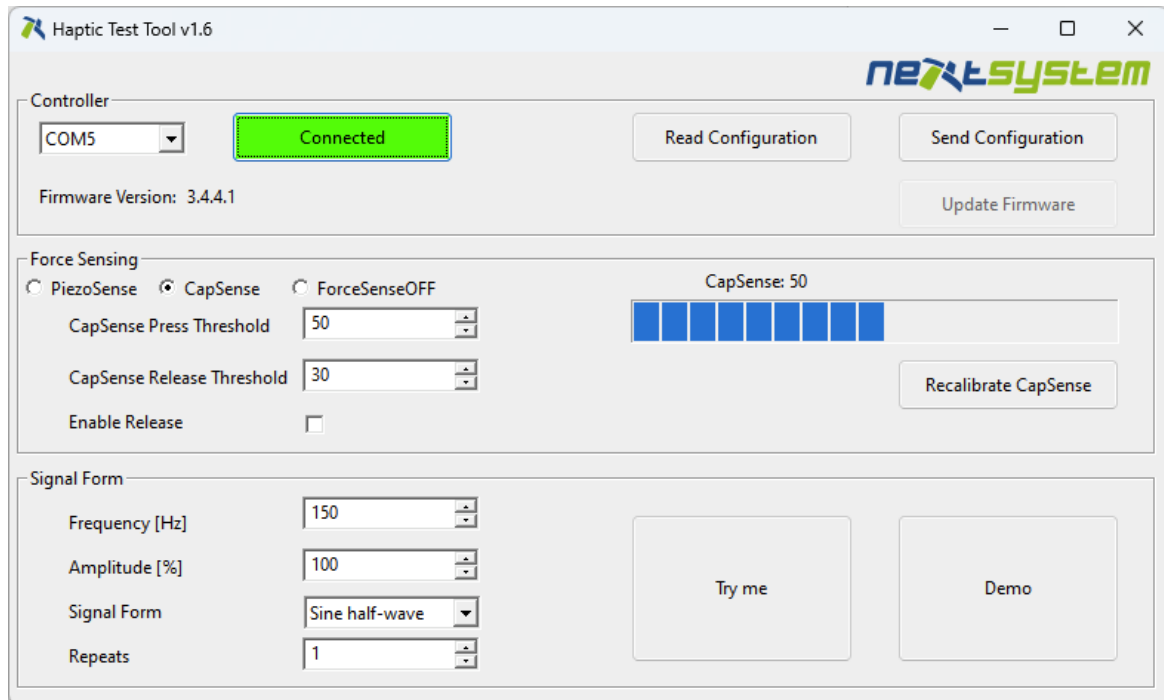 Haptic Test Tool v1.6
nextsystem
Controller
COM5
Connected
Read Configuration
Send Configuration
Firmware Version: 3.4.4.1
Update Firmware
Force Sensing
PiezoSense
CapSense
ForceSenseOFF
CapSense: 50
CapSense Press Threshold
50
CapSense Release Threshold
30
Recalibrate CapSense
Enable Release
Signal Form
Frequency [Hz]
150
Amplitude [%]
100
Try me
Demo
Signal Form
Sine half-wave
Repeats
1